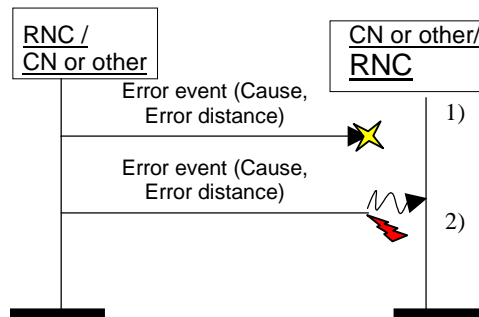 RNC /
CN or other
CN or other/
RNC
Error event (Cause,
Error distance)
1)
Error event (Cause,
Error distance)
2)